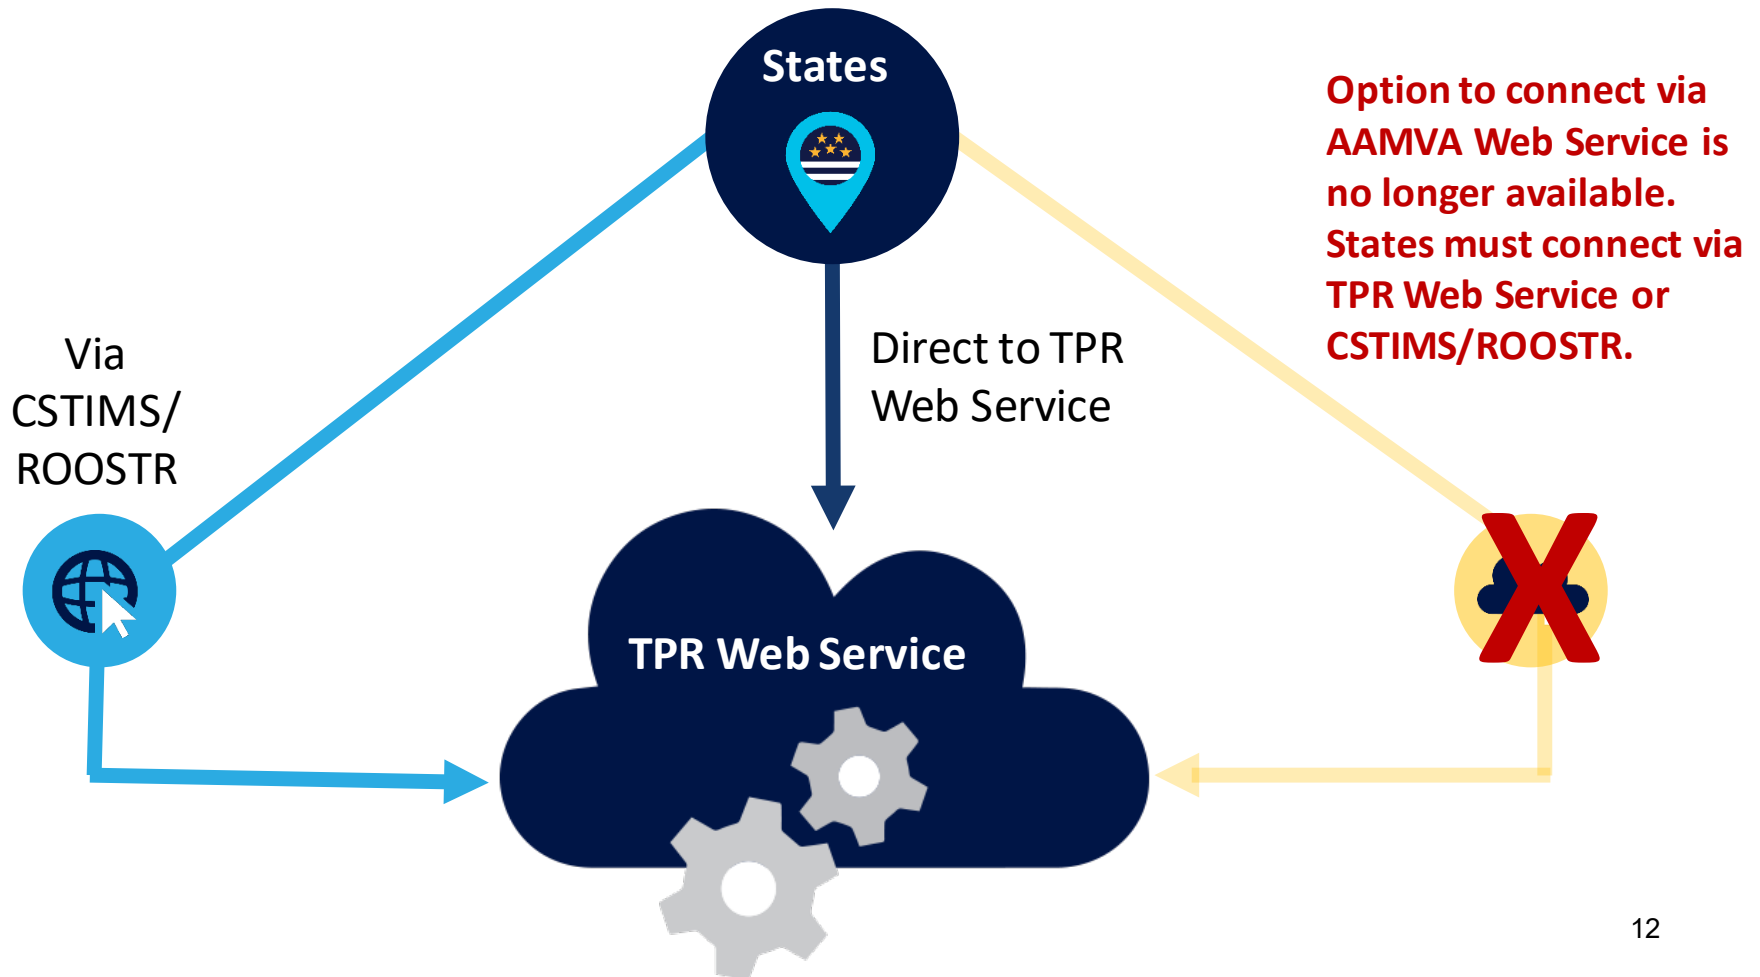 States
Option to connect via
AAMVA Web Service is
no longer available.
States must connect via
TPR Web Service or
CSTIMS/ROOSTR.
Via
CSTIMS/
ROOSTR
Direct to TPR
Web Service
TPR Web Service
X
12